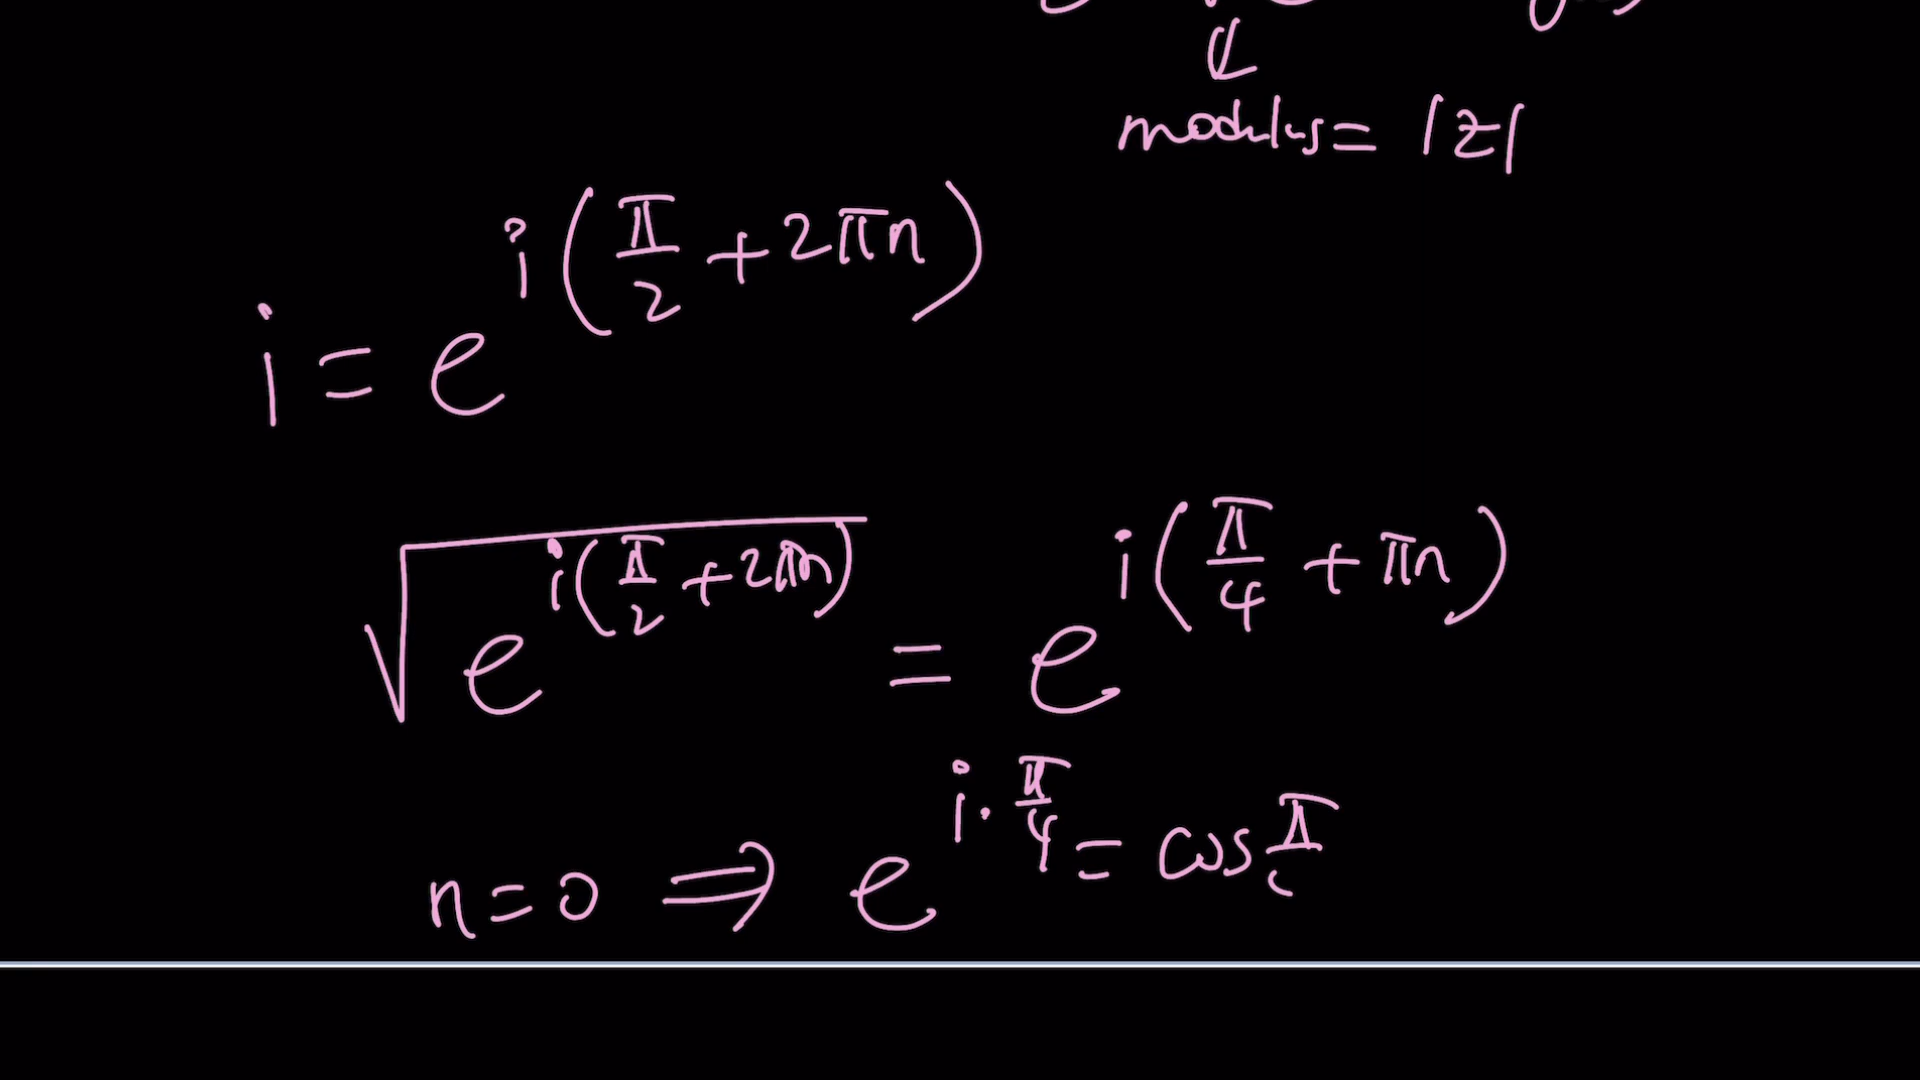 modulus = |z|
i = e^{i(π/2 + 2πn)}
√(e^{i(π/2 + 2πn)}) = e^{i(π/4 + πn)}
n=0 ⇒ e^{i·π/4} = cos π/